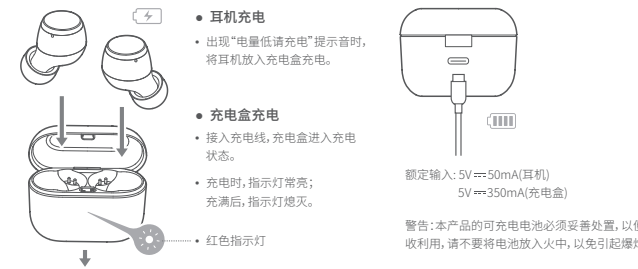 ● 耳机充电
• 出现“电量低请充电”提示音时,
将耳机放入充电盒充电。
● 充电盒充电
• 接入充电线,充电盒进入充电
状态。
• 充电时,指示灯常亮;
充满后,指示灯熄灭。
• 红色指示灯
额定输入: 5V⎓50mA(耳机)
5V⎓350mA(充电盒)
警告:本产品的可充电电池必须妥善处置,以便
收利用,请不要将电池放入火中,以免引起爆炸